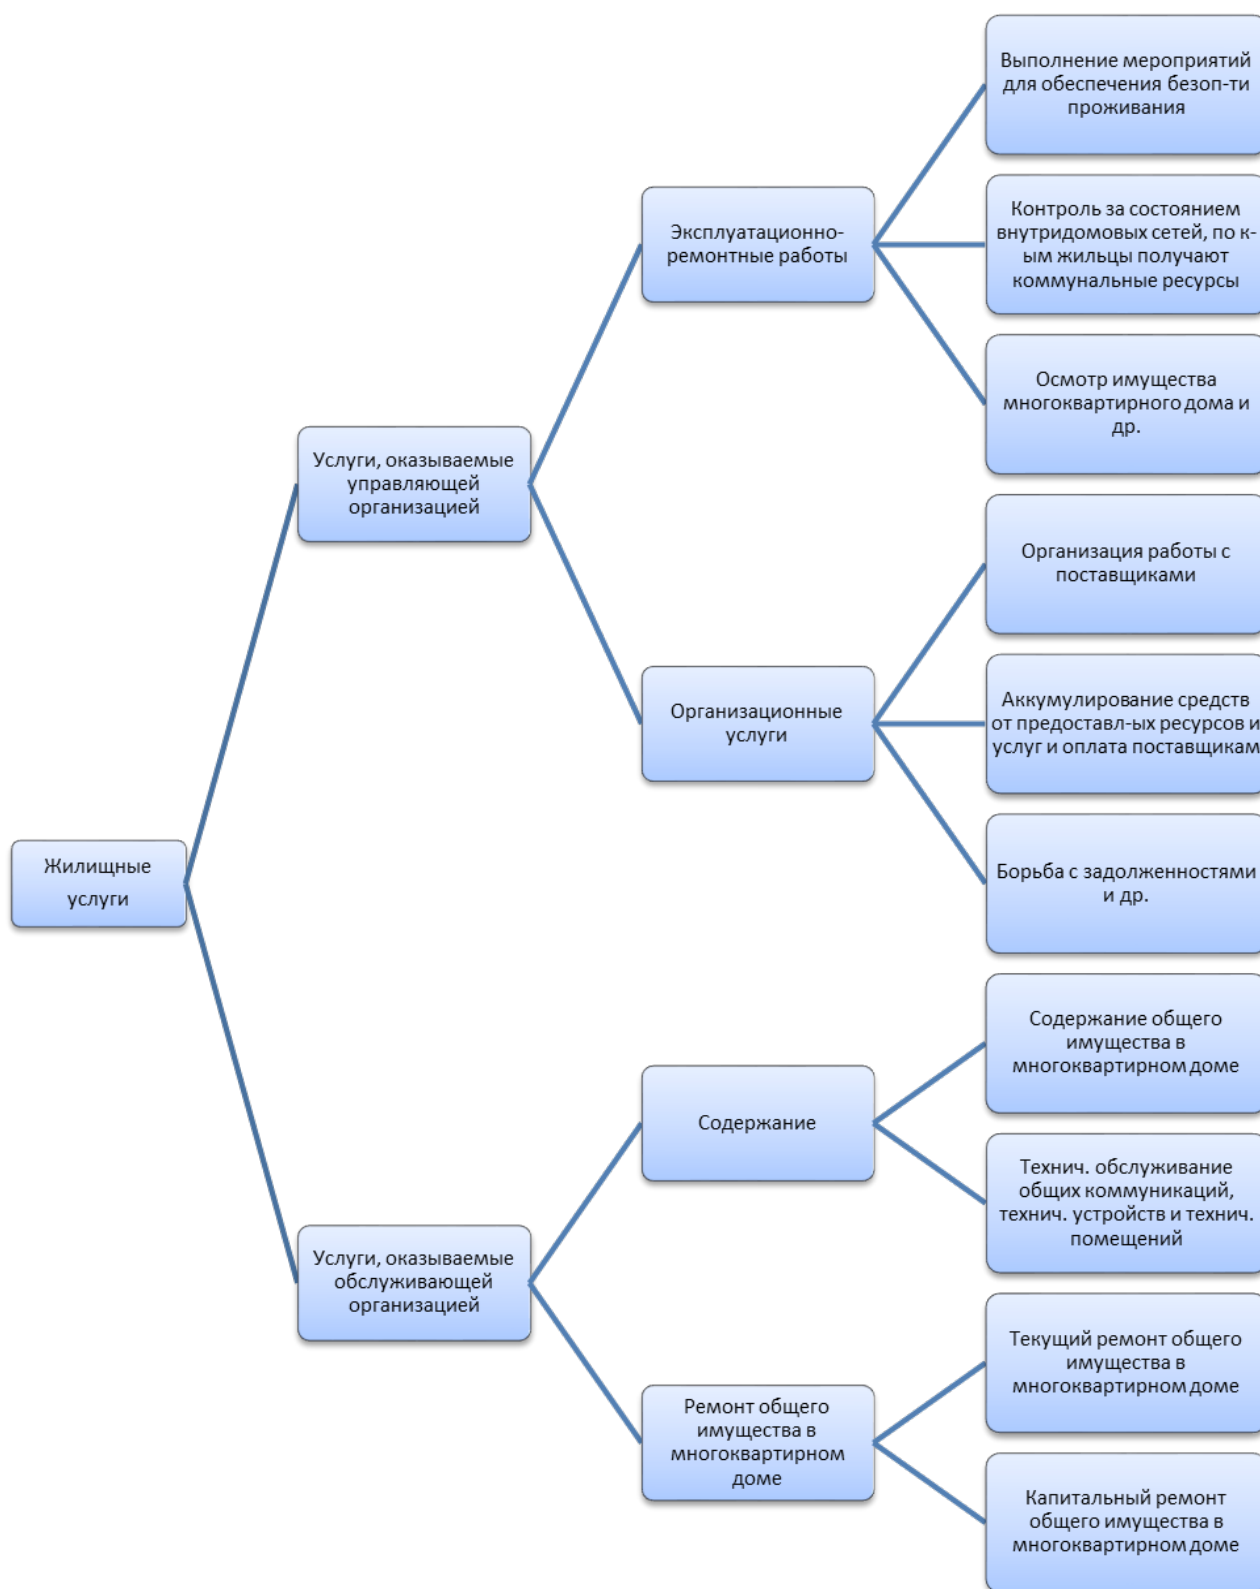 Жилищные
услуги
Услуги, оказываемые
управляющей
организацией
Эксплуатационно-
ремонтные работы
Выполнение мероприятий
для обеспечения безоп-ти
проживания
Контроль за состоянием
внутридомовых сетей, по к-
ым жильцы получают
коммунальные ресурсы
Осмотр имущества
многоквартирного дома и
др.
Организационные
услуги
Организация работы с
поставщиками
Аккумулирование средств
от предоставл-ых ресурсов и
услуг и оплата поставщикам
Борьба с задолженностями
и др.
Услуги, оказываемые
обслуживающей
организацией
Содержание
Содержание общего
имущества в
многоквартирном доме
Технич. обслуживание
общих коммуникаций,
технич. устройств и технич.
помещений
Ремонт общего
имущества в
многоквартирном
доме
Текущий ремонт общего
имущества в
многоквартирном доме
Капитальный ремонт
общего имущества в
многоквартирном доме